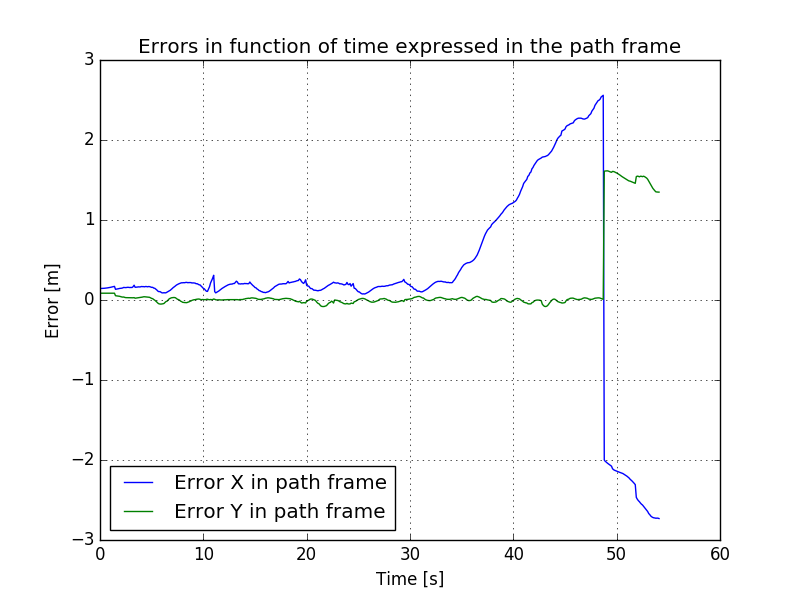 Errors in function of time expressed in the path frame
3
2
1
0
−1
−2
−3
Error [m]
Error X in path frame
Error Y in path frame
0 10 20 30 40 50 60
Time [s]